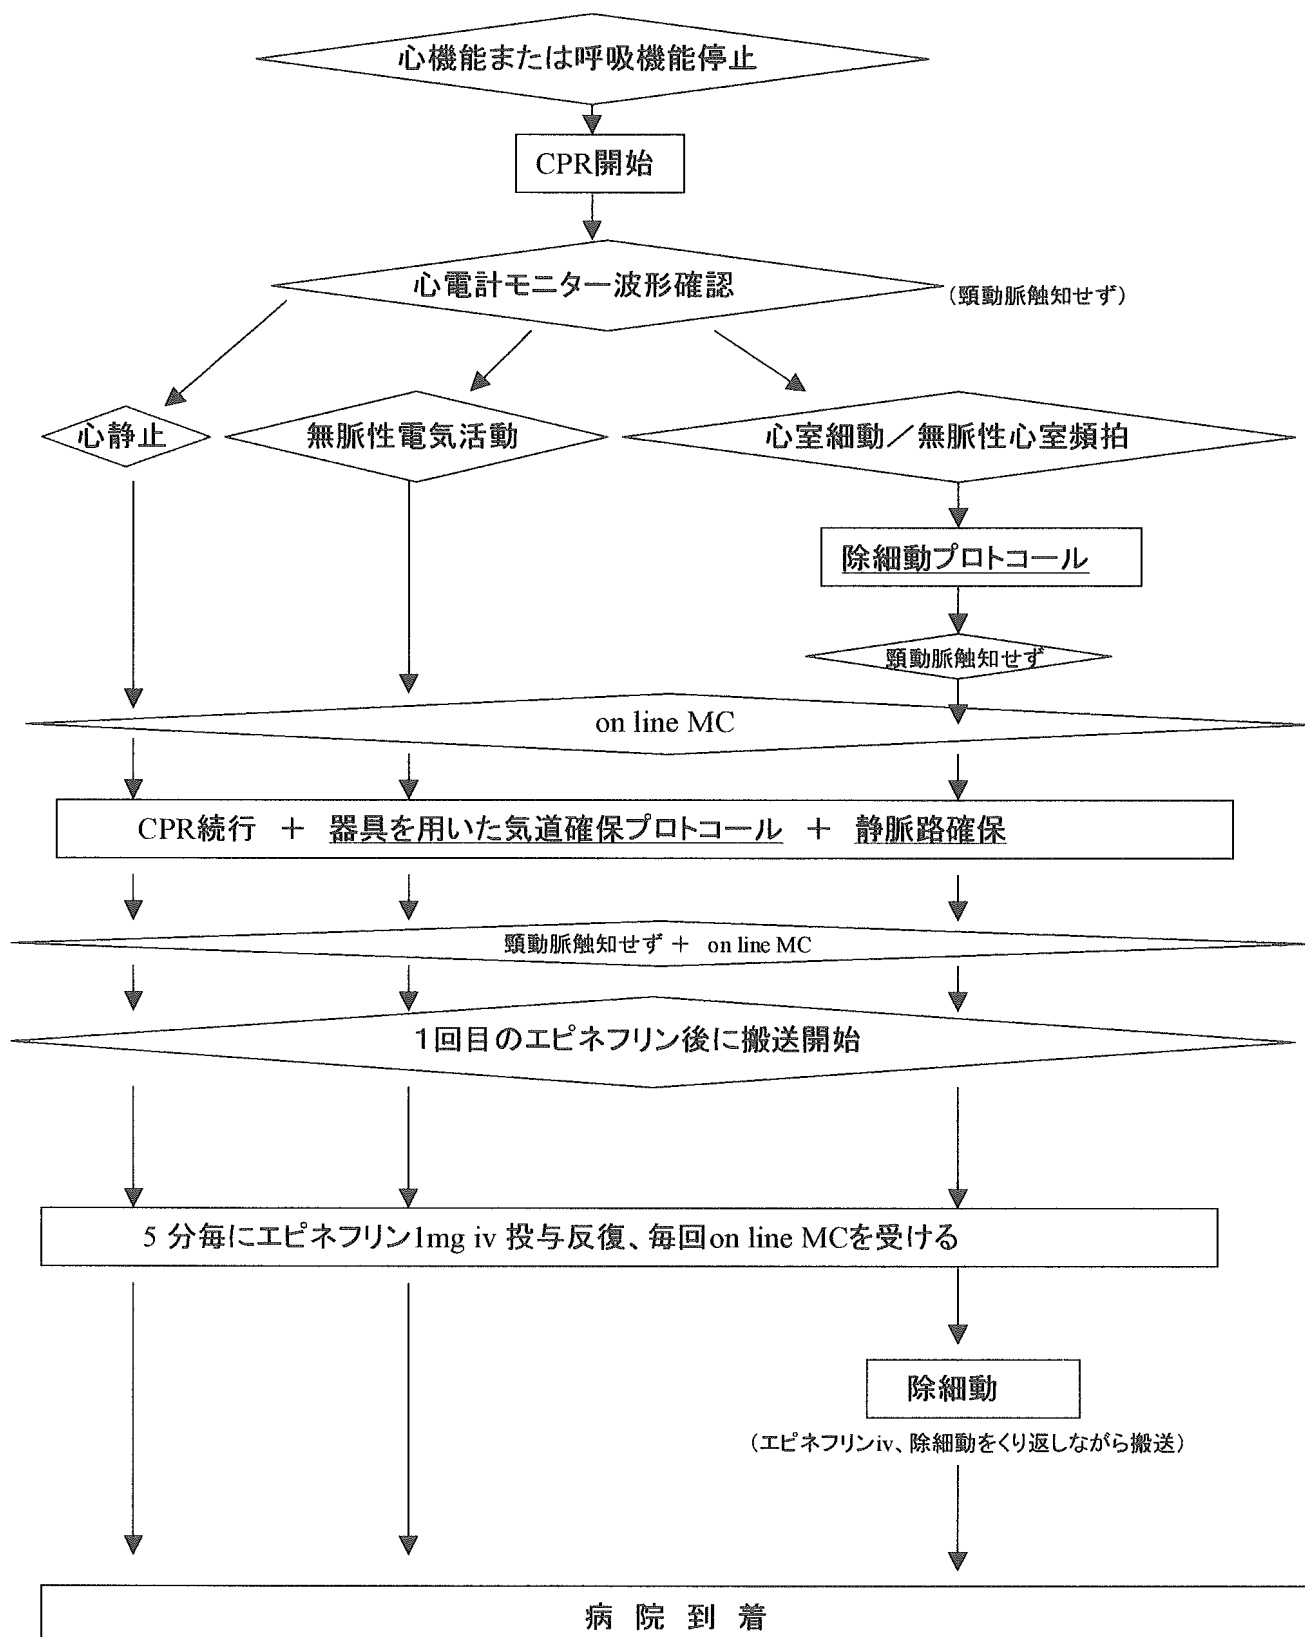 心機能または呼吸機能停止
CPR開始
心電計モニター波形確認
(頸動脈触知せず)
心静止
無脈性電気活動
心室細動／無脈性心室頻拍
除細動プロトコール
頸動脈触知せず
on line MC
CPR続行 ＋ 器具を用いた気道確保プロトコール ＋ 静脈路確保
頸動脈触知せず ＋ on line MC
1回目のエピネフリン後に搬送開始
5 分毎にエピネフリン1mg iv 投与反復、毎回on line MCを受ける
除細動
(エピネフリンiv、除細動をくり返しながら搬送)
病 院 到 着